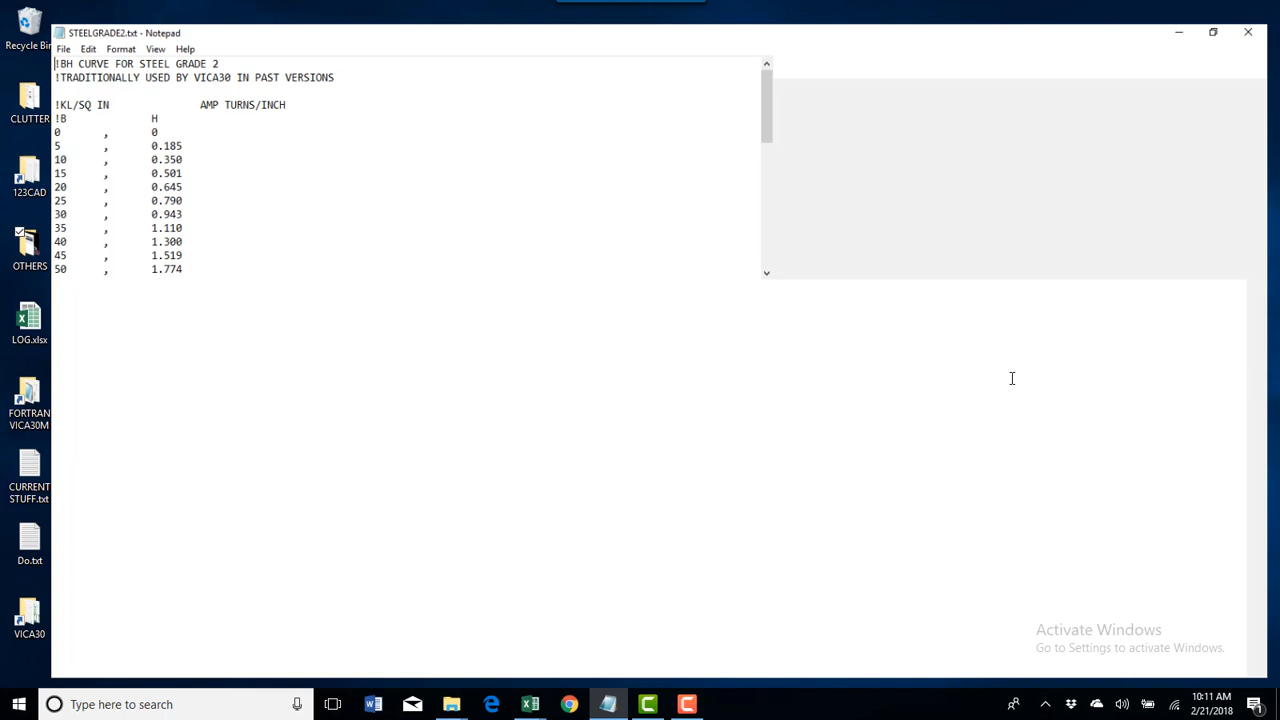 Recycle Bin
CLUTTER
123CAD
OTHERS
LOG.xlsx
FORTRAN
VICA30M
CURRENT
STUFF.txt
Do.txt
VICA30
STEELGRADE2.txt - Notepad
File Edit Format View Help
!BH CURVE FOR STEEL GRADE 2
!TRADITIONALLY USED BY VICA30 IN PAST VERSIONS
!KL/SQ IN AMP TURNS/INCH
!B H
0 , 0
5 , 0.185
10 , 0.350
15 , 0.501
20 , 0.645
25 , 0.790
30 , 0.943
35 , 1.110
40 , 1.300
45 , 1.519
50 , 1.774
Activate Windows
Go to Settings to activate Windows.
Type here to search
10:11 AM
2/21/2018